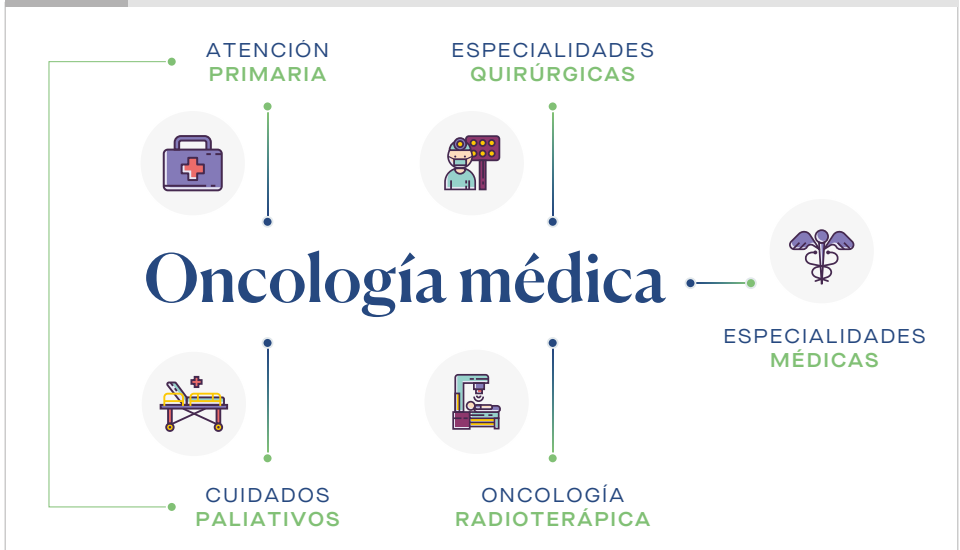 ATENCIÓN
PRIMARIA
ESPECIALIDADES
QUIRÚRGICAS
Oncología médica
ESPECIALIDADES
MÉDICAS
CUIDADOS
PALIATIVOS
ONCOLOGÍA
RADIOTERÁPICA